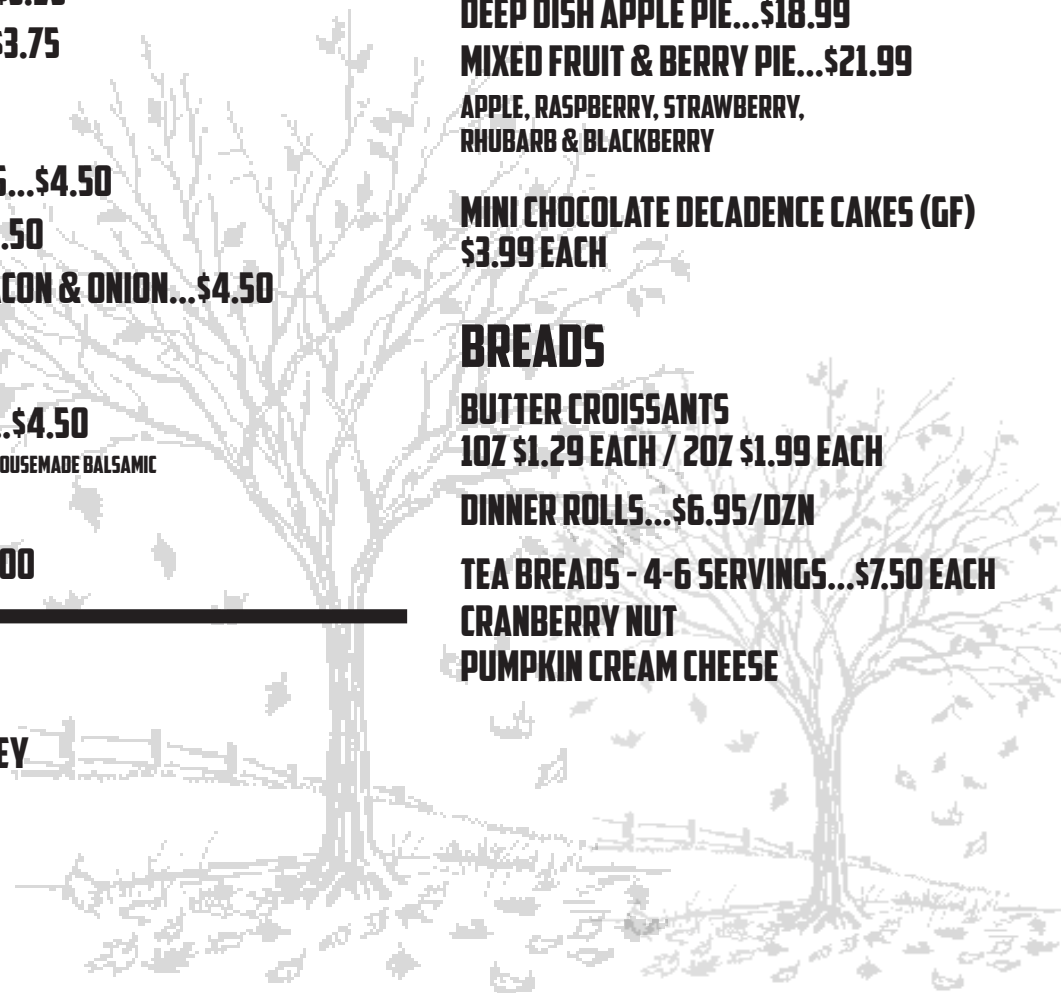 $3.75
...$4.50
.50
& ONION...$4.50
..$4.50
BALSAMIC
00
DEEP DISH APPLE PIE...$18.99
MIXED FRUIT & BERRY PIE...$21.99
APPLE, RASPBERRY, STRAWBERRY,
RHUBARB & BLACKBERRY
MINI CHOCOLATE DECADENCE CAKES (GF)
$3.99 EACH
BREADS
BUTTER CROISSANTS
1OZ $1.29 EACH / 2OZ $1.99 EACH
DINNER ROLLS...$6.95/DZN
TEA BREADS - 4-6 SERVINGS...$7.50 EACH
CRANBERRY NUT
PUMPKIN CREAM CHEESE